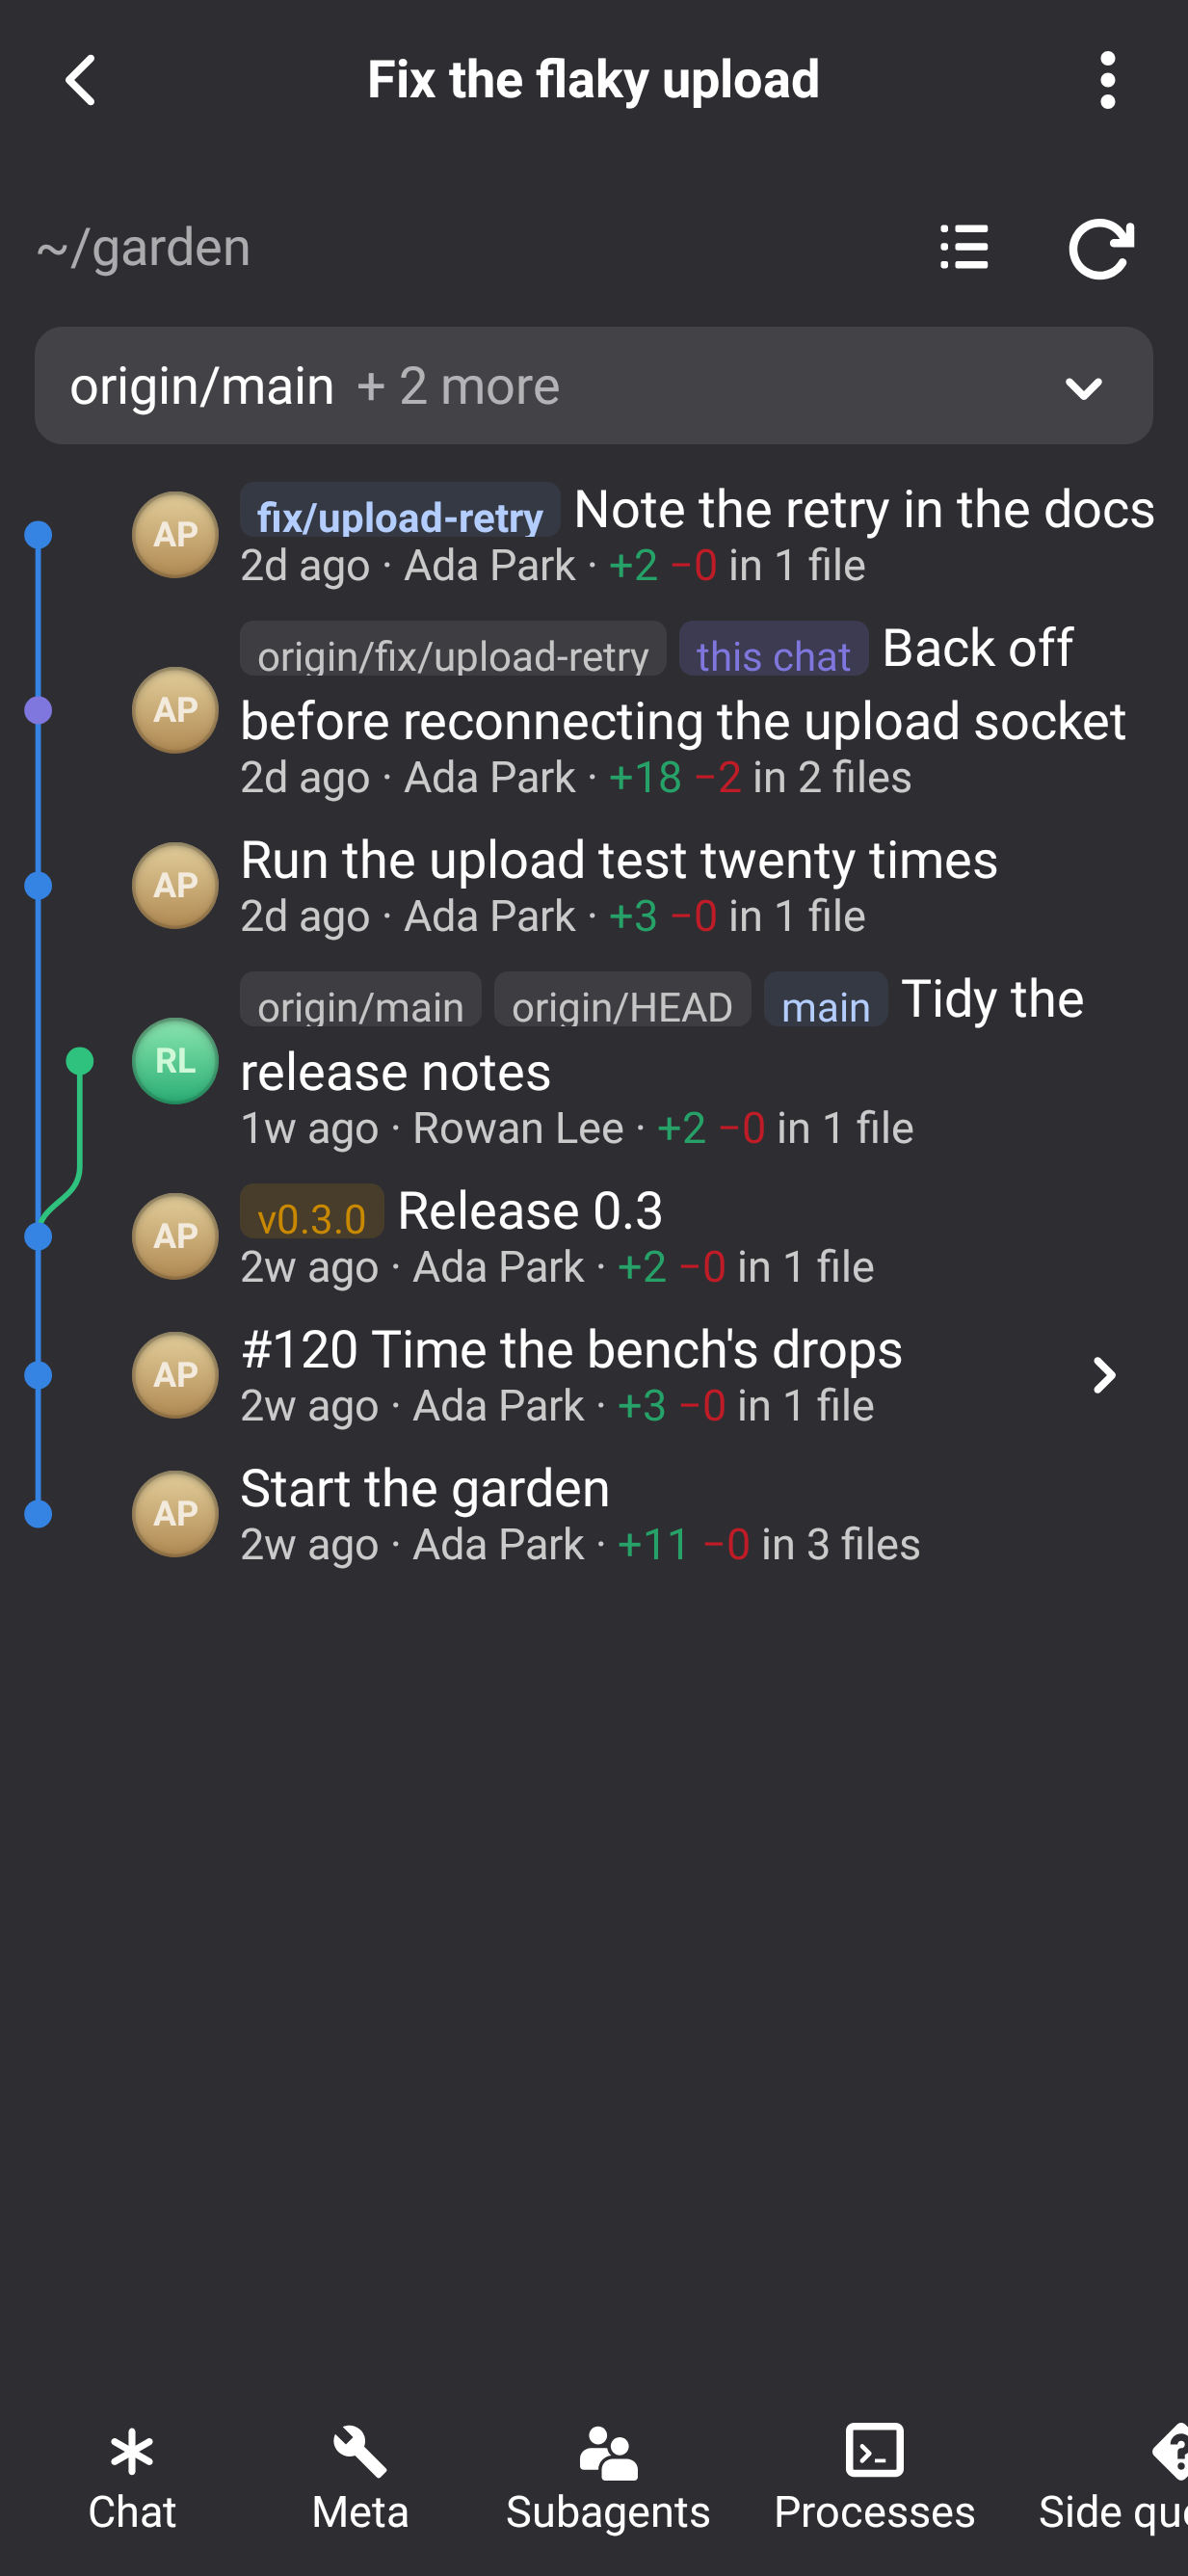 Fix the flaky upload
~/garden
origin/main + 2 more
AP fix/upload-retry Note the retry in the docs
2d ago · Ada Park · +2 −0 in 1 file
origin/fix/upload-retry this chat Back off
AP before reconnecting the upload socket
2d ago · Ada Park · +18 −2 in 2 files
AP Run the upload test twenty times
2d ago · Ada Park · +3 −0 in 1 file
origin/main origin/HEAD main Tidy the
RL release notes
1w ago · Rowan Lee · +2 −0 in 1 file
AP v0.3.0 Release 0.3
2w ago · Ada Park · +2 −0 in 1 file
AP #120 Time the bench's drops
2w ago · Ada Park · +3 −0 in 1 file
AP Start the garden
2w ago · Ada Park · +11 −0 in 3 files
Chat Meta Subagents Processes Side